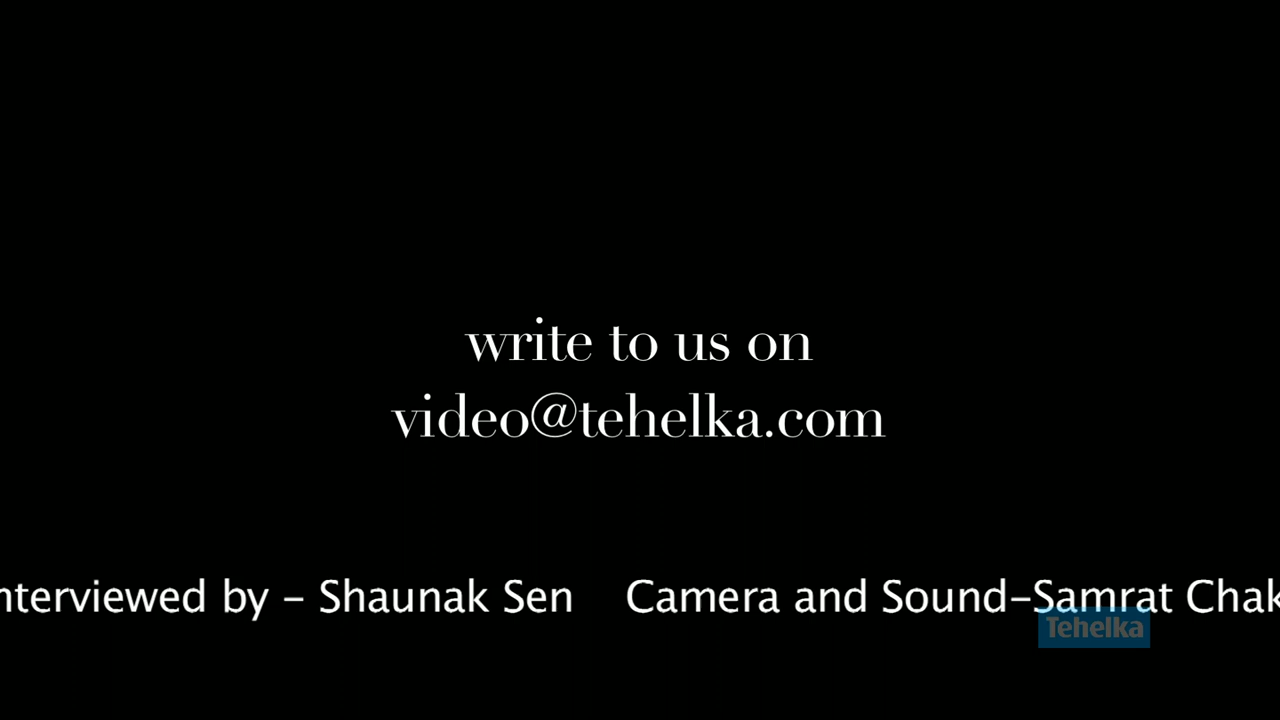 write to us on
video@tehelka.com
nterviewed by - Shaunak Sen Camera and Sound-Samrat Chak
Tehelka